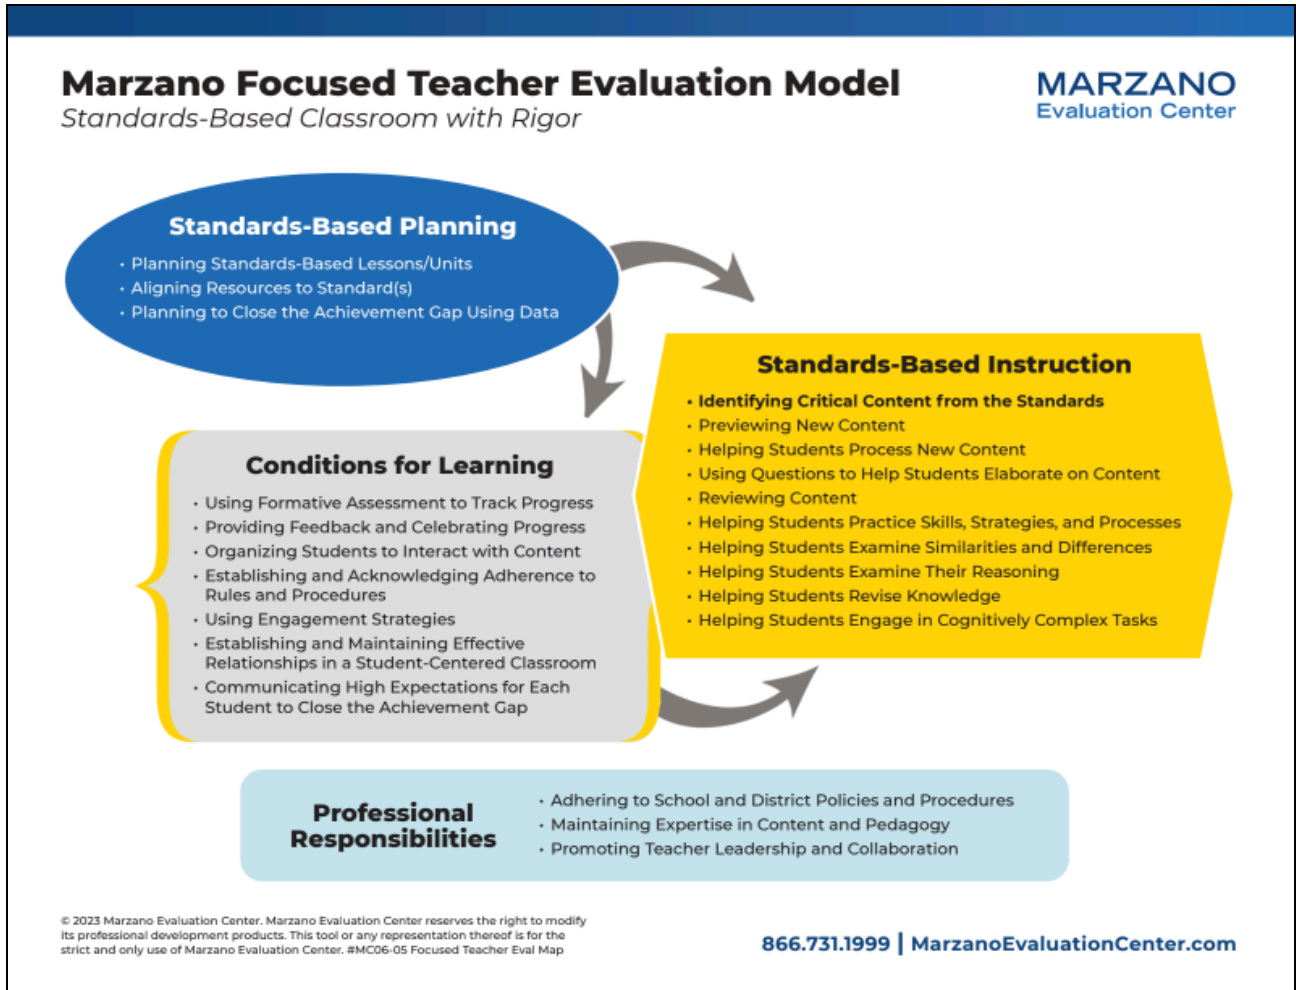 Marzano Focused Teacher Evaluation Model
Standards-Based Classroom with Rigor
MARZANO
Evaluation Center
Standards-Based Planning
• Planning Standards-Based Lessons/Units
• Aligning Resources to Standard(s)
• Planning to Close the Achievement Gap Using Data
Standards-Based Instruction
• Identifying Critical Content from the Standards
• Previewing New Content
• Helping Students Process New Content
• Using Questions to Help Students Elaborate on Content
• Reviewing Content
• Helping Students Practice Skills, Strategies, and Processes
• Helping Students Examine Similarities and Differences
• Helping Students Examine Their Reasoning
• Helping Students Revise Knowledge
• Helping Students Engage in Cognitively Complex Tasks
Conditions for Learning
• Using Formative Assessment to Track Progress
• Providing Feedback and Celebrating Progress
• Organizing Students to Interact with Content
• Establishing and Acknowledging Adherence to
Rules and Procedures
• Using Engagement Strategies
• Establishing and Maintaining Effective
Relationships in a Student-Centered Classroom
• Communicating High Expectations for Each
Student to Close the Achievement Gap
Professional
Responsibilities
• Adhering to School and District Policies and Procedures
• Maintaining Expertise in Content and Pedagogy
• Promoting Teacher Leadership and Collaboration
© 2023 Marzano Evaluation Center. Marzano Evaluation Center reserves the right to modify
its professional development products. This tool or any representation thereof is for the
strict and only use of Marzano Evaluation Center. #MC06-05 Focused Teacher Eval Map
866.731.1999 | MarzanoEvaluationCenter.com